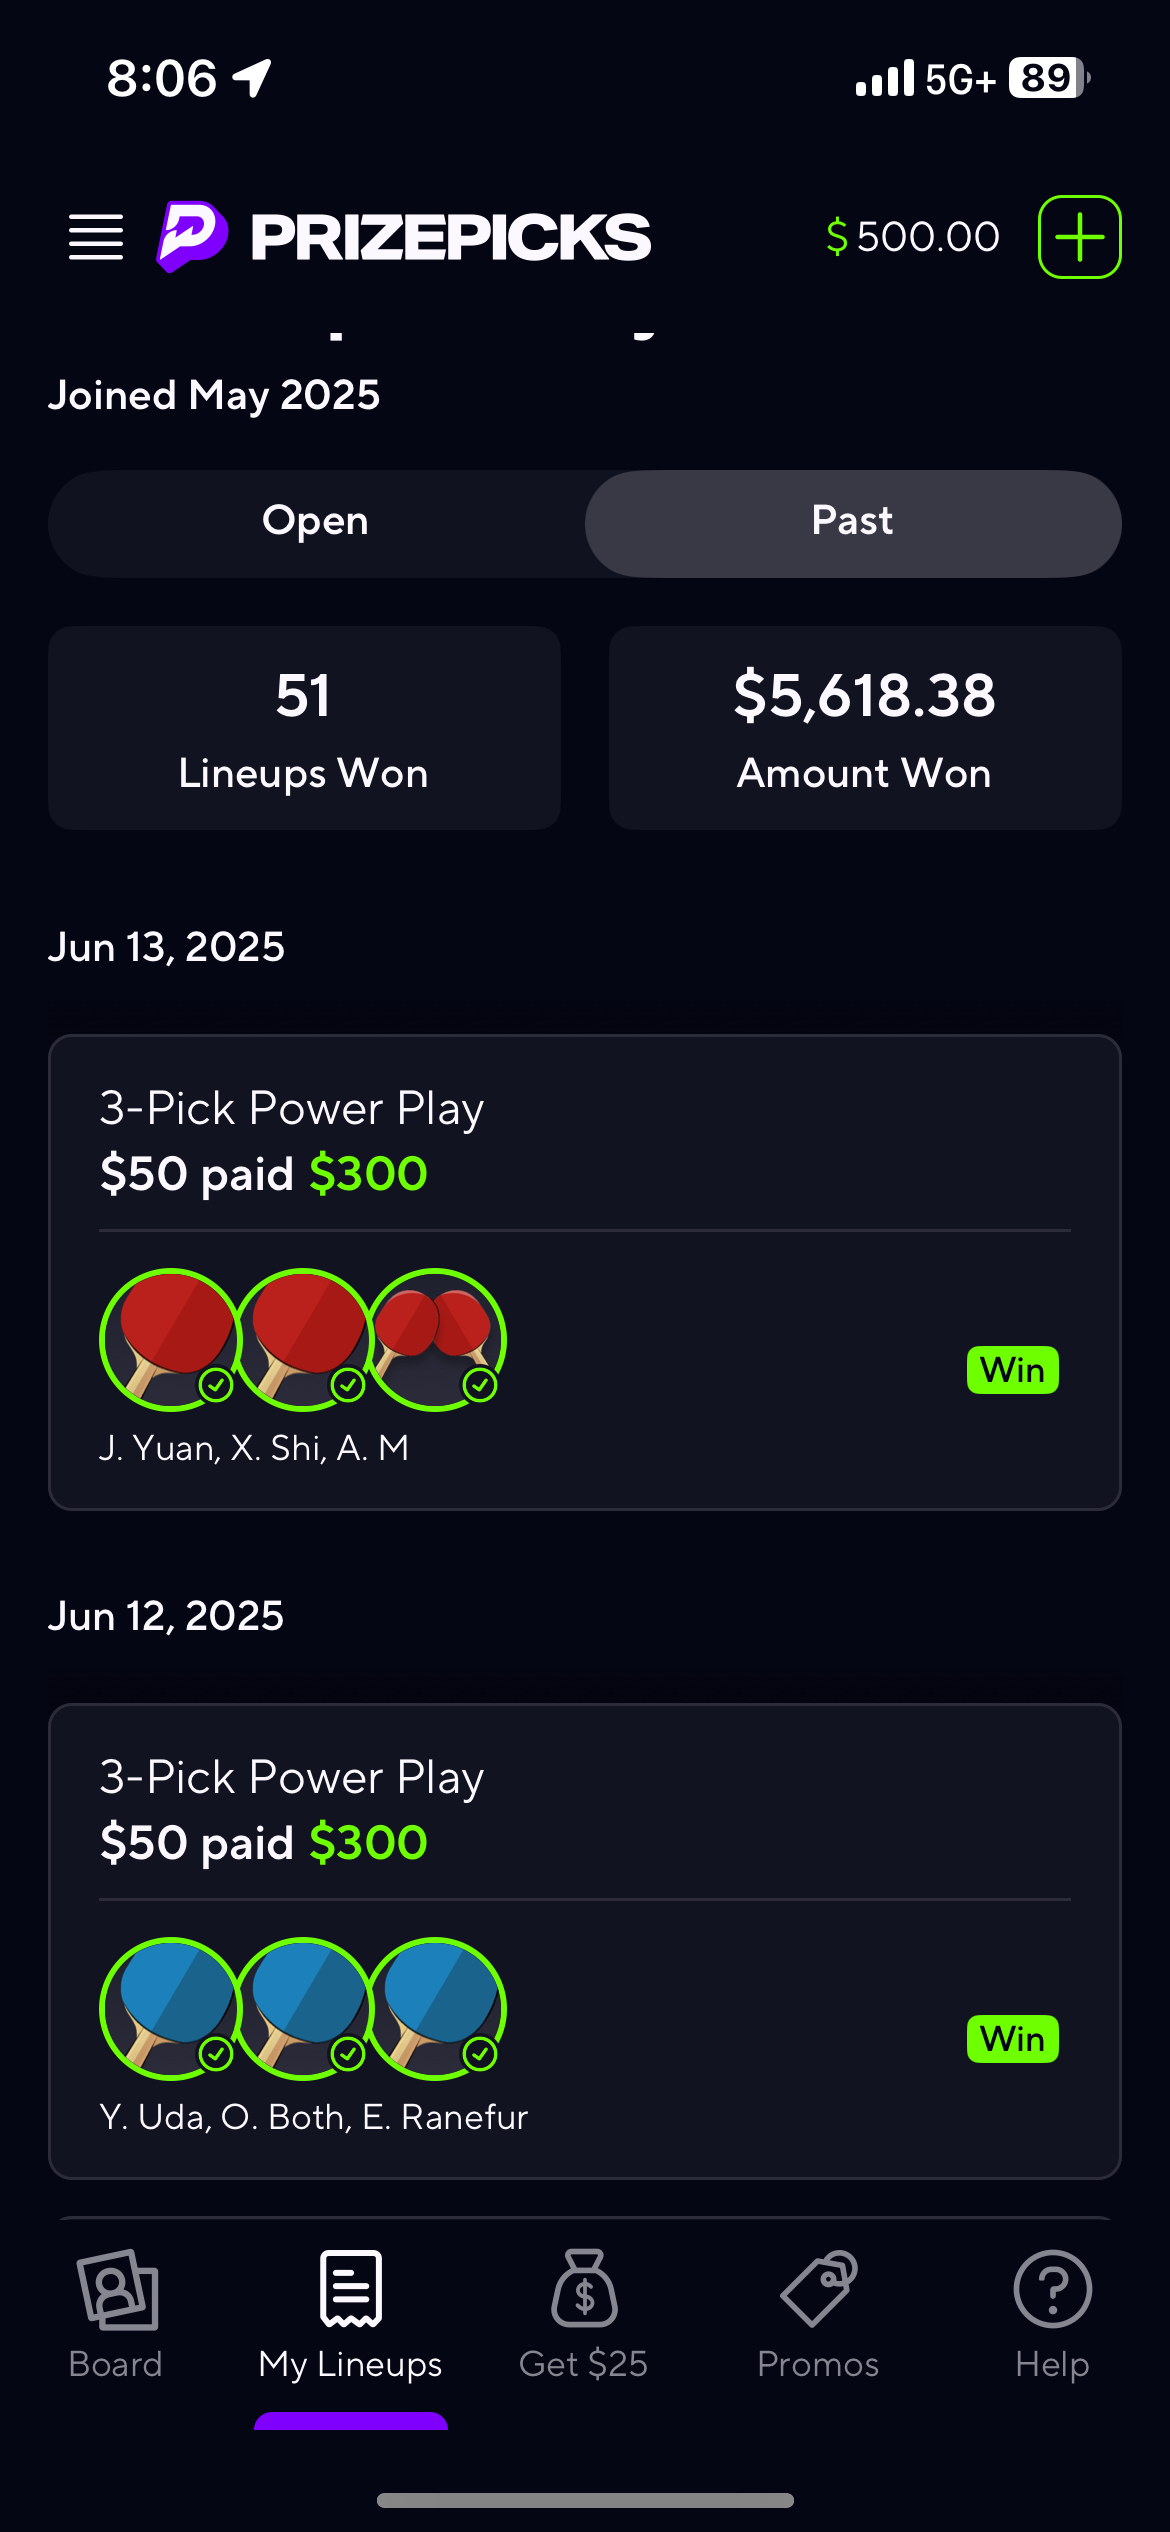 8:06 5G+ 89
PRIZEPICKS $ 500.00
Joined May 2025
Open Past
51 $5,618.38
Lineups Won Amount Won
Jun 13, 2025
3-Pick Power Play
$50 paid $300
Win
J. Yuan, X. Shi, A. M
Jun 12, 2025
3-Pick Power Play
$50 paid $300
Win
Y. Uda, O. Both, E. Ranefur
Board My Lineups Get $25 Promos Help